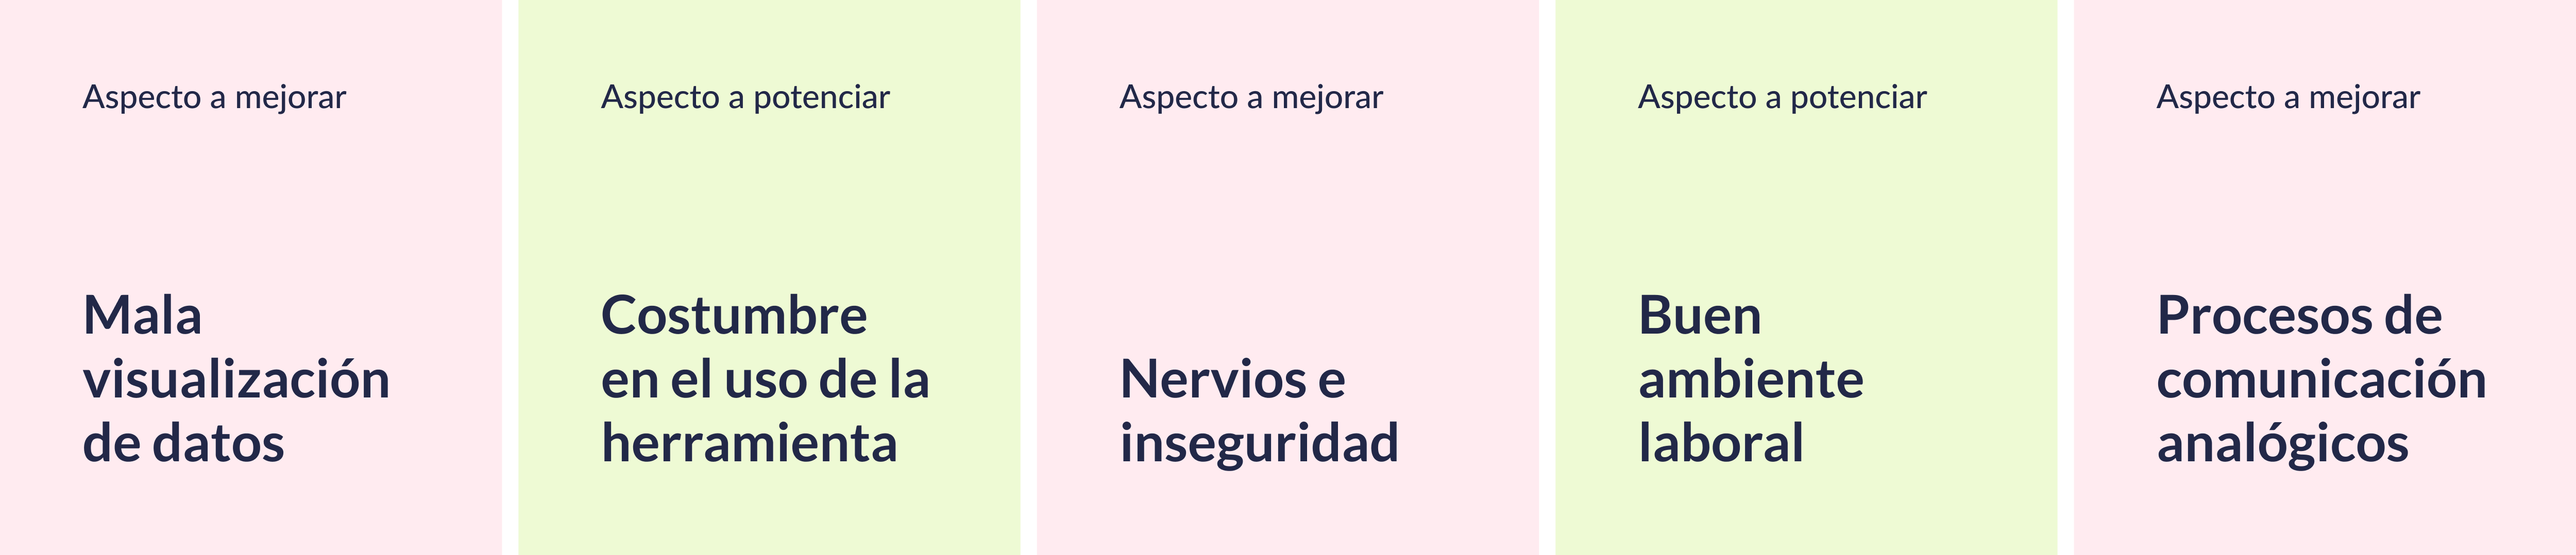 Aspecto a mejorar
Mala
visualización
de datos
Aspecto a potenciar
Costumbre
en el uso de la
herramienta
Aspecto a mejorar
Nervios e
inseguridad
Aspecto a potenciar
Buen
ambiente
laboral
Aspecto a mejorar
Procesos de
comunicación
analógicos